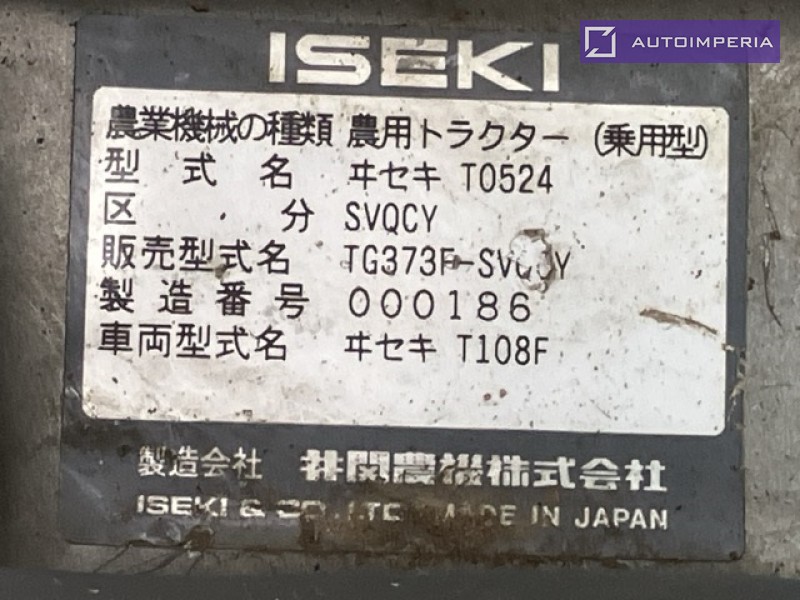 AUTOIMPERIA
ISEKI
農業機械の種類 農用トラクター (乗用型)
型式名 ヰセキ T0524
区分 SVQCY
販売型式名 TG373F-SVQCY
製造番号 000186
車両型式名 ヰセキ T108F
製造会社 井関農機株式会社
ISEKI & CO., LTD. MADE IN JAPAN